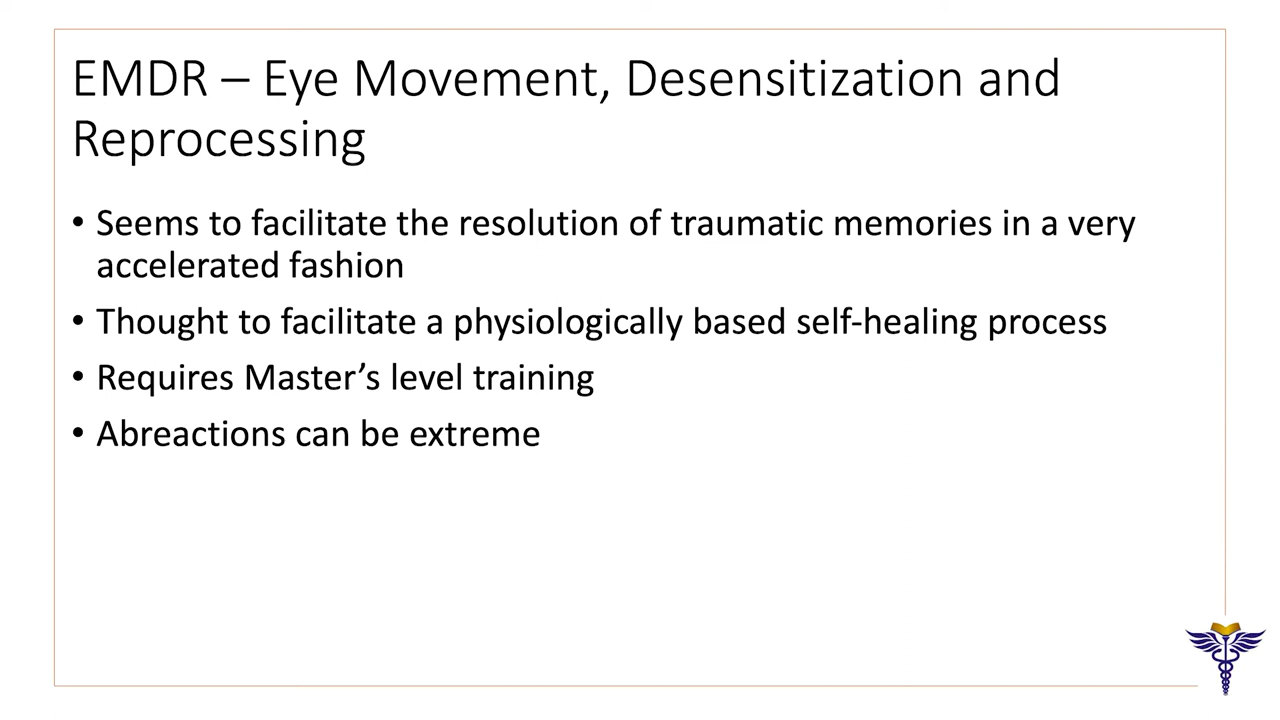 EMDR – Eye Movement, Desensitization and
Reprocessing
• Seems to facilitate the resolution of traumatic memories in a very
accelerated fashion
• Thought to facilitate a physiologically based self-healing process
• Requires Master’s level training
• Abreactions can be extreme